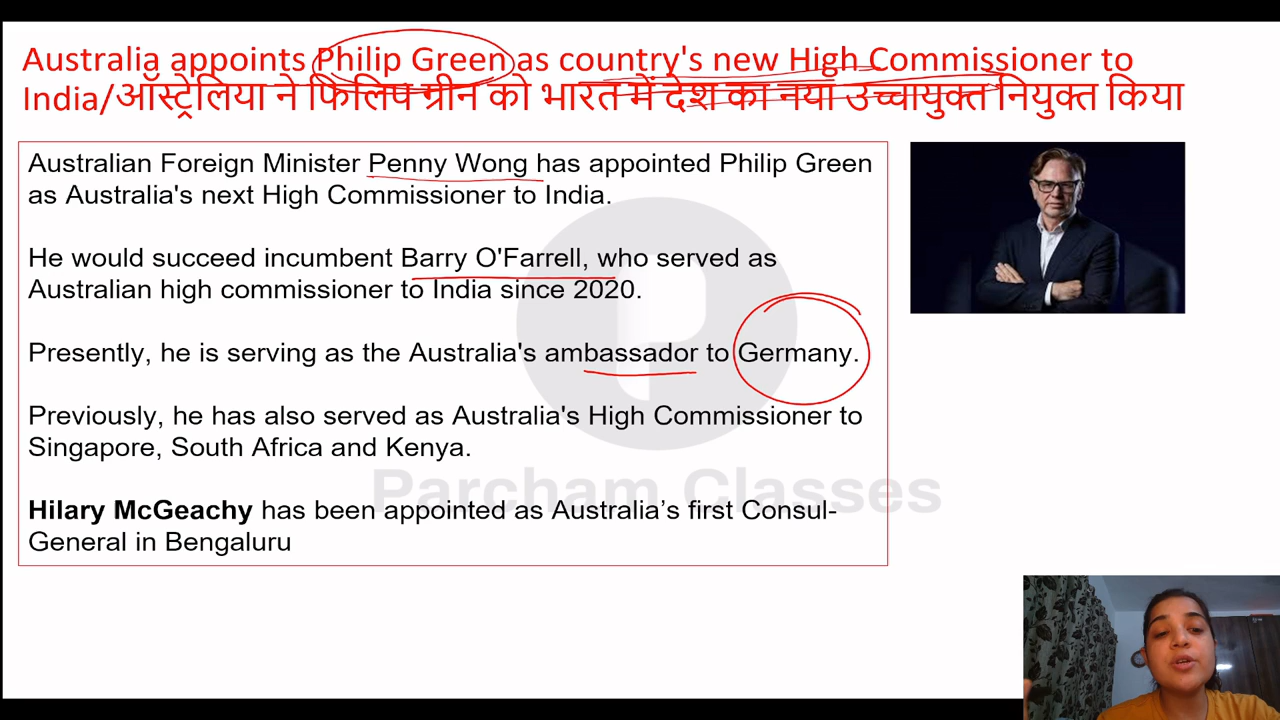 Australia appoints Philip Green as country's new High Commissioner to
India/ऑस्ट्रेलिया ने फिलिप ग्रीन को भारत में देश का नया उच्चायुक्त नियुक्त किया
Australian Foreign Minister Penny Wong has appointed Philip Green
as Australia's next High Commissioner to India.
He would succeed incumbent Barry O'Farrell, who served as
Australian high commissioner to India since 2020.
Presently, he is serving as the Australia's ambassador to Germany.
Previously, he has also served as Australia's High Commissioner to
Singapore, South Africa and Kenya.
Parcham Classes
Hilary McGeachy has been appointed as Australia’s first Consul-
General in Bengaluru